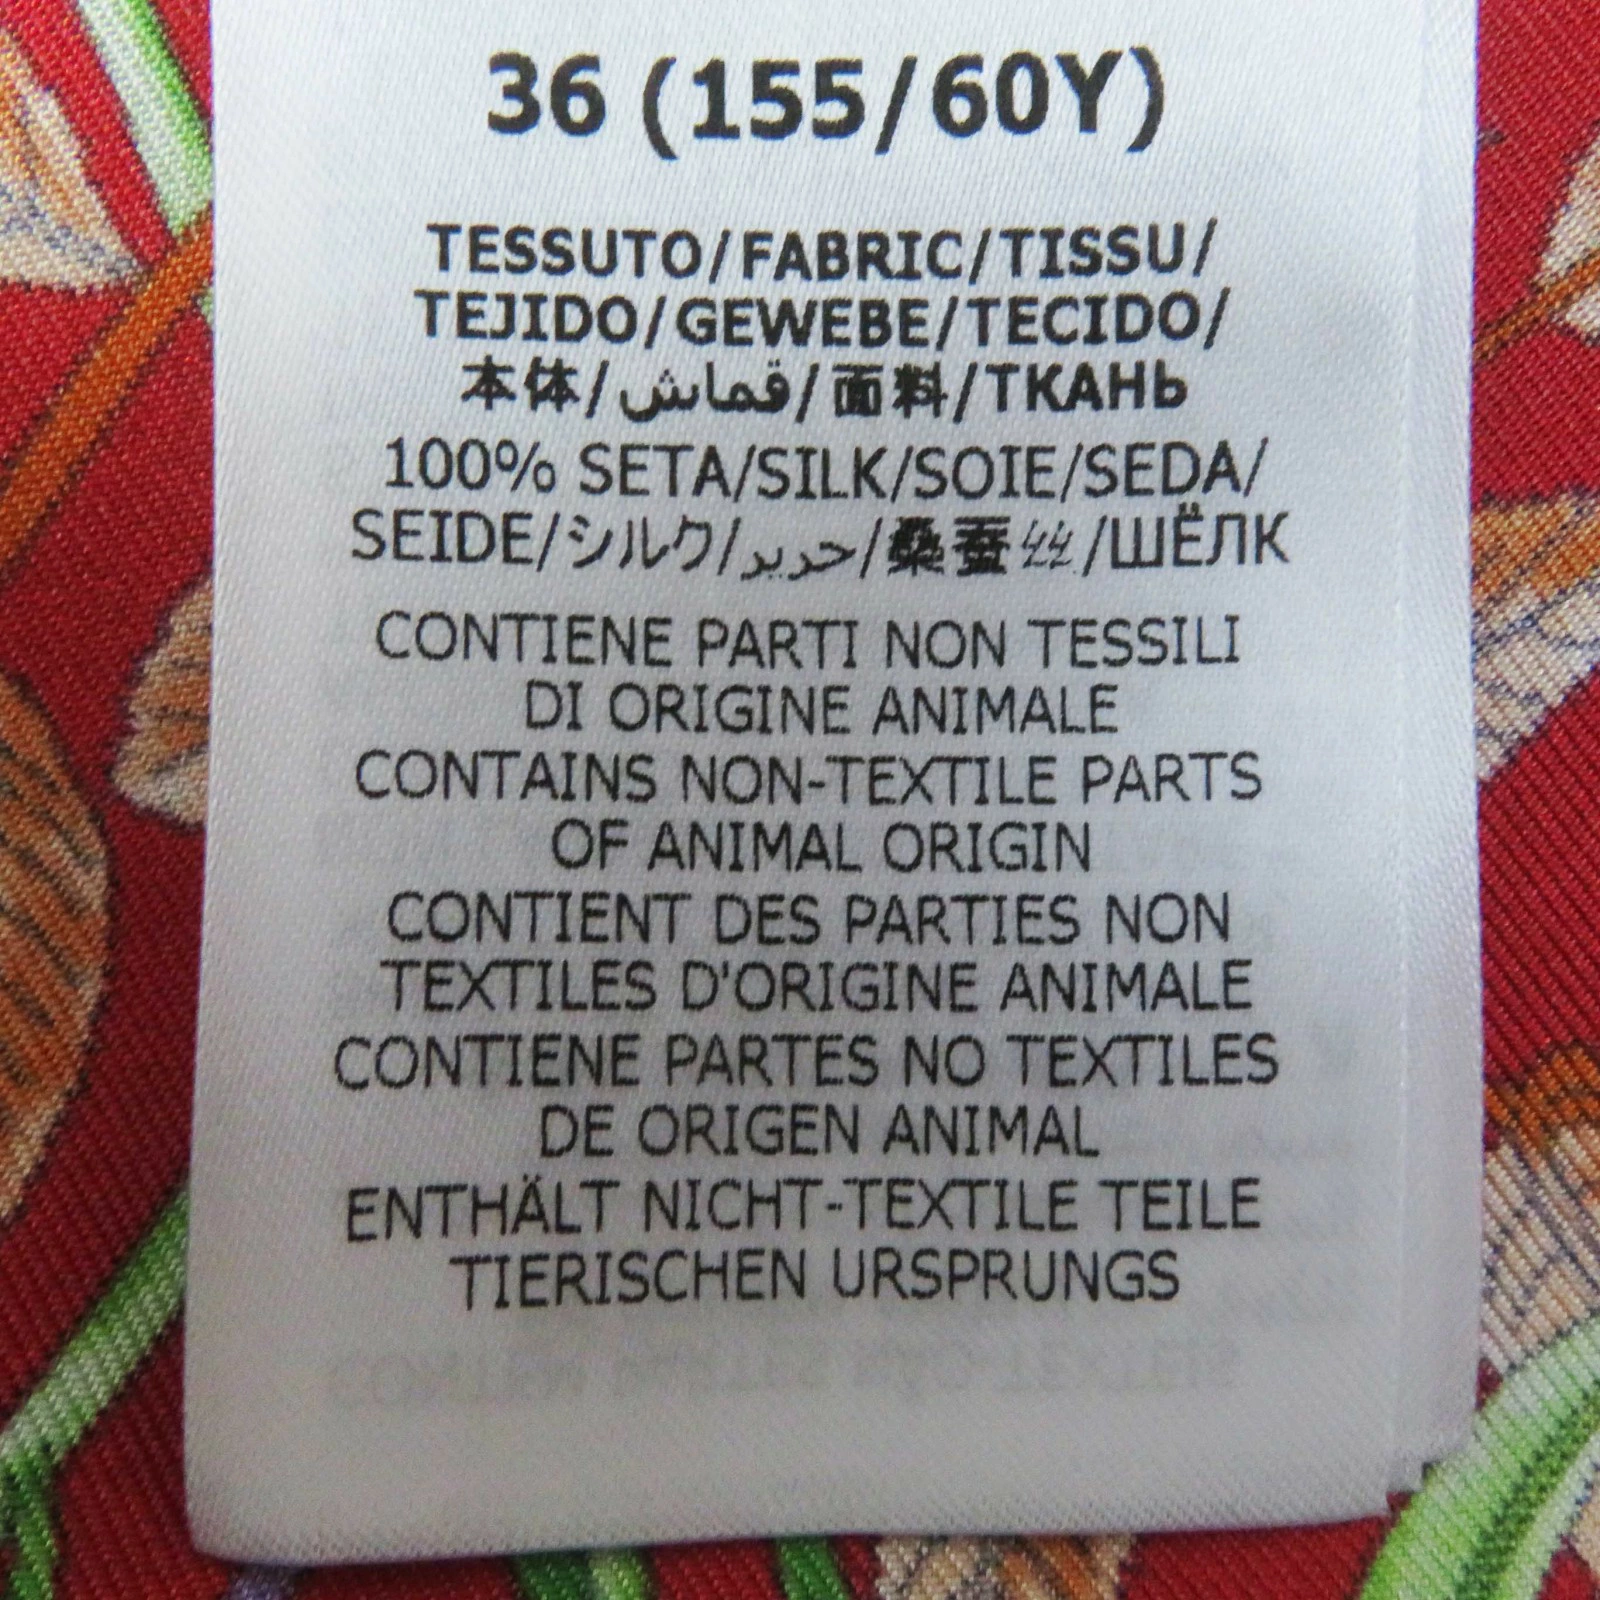 36 (155/60Y)
TESSUTO/FABRIC/TISSU/
TEJIDO/GEWEBE/TECIDO/
本体/قماش/面料/ТКАНЬ
100% SETA/SILK/SOIE/SEDA/
SEIDE/シルク/حرير/桑蚕丝/ШЁЛК
CONTIENE PARTI NON TESSILI
DI ORIGINE ANIMALE
CONTAINS NON-TEXTILE PARTS
OF ANIMAL ORIGIN
CONTIENT DES PARTIES NON
TEXTILES D'ORIGINE ANIMALE
CONTIENE PARTES NO TEXTILES
DE ORIGEN ANIMAL
ENTHÄLT NICHT-TEXTILE TEILE
TIERISCHEN URSPRUNGS